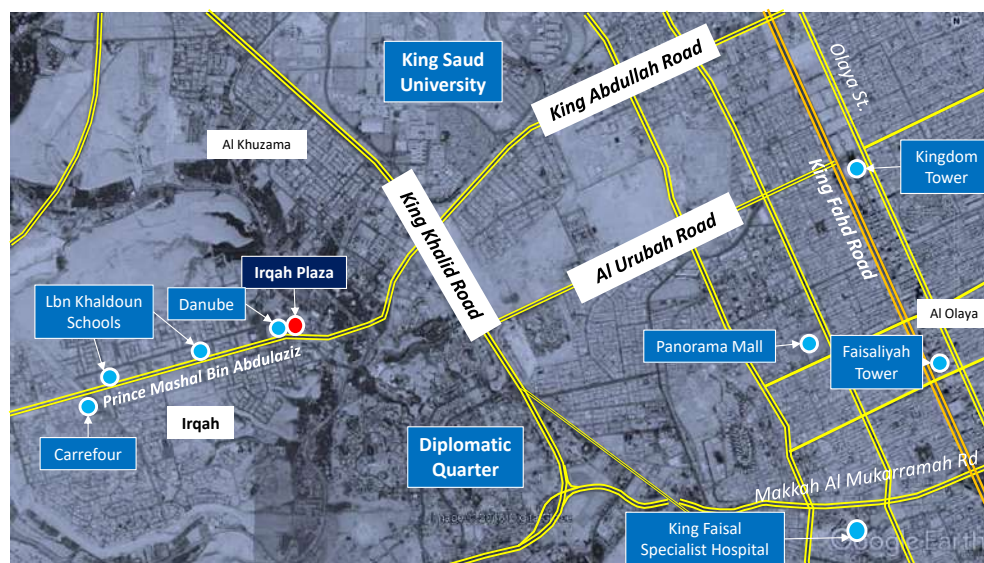 N
King Saud
University
King Abdullah Road
Olaya St.
Al Khuzama
Kingdom
Tower
King Khalid Road
King Fahd Road
Al Urubah Road
Irqah Plaza
Lbn Khaldoun
Schools
Danube
Al Olaya
Panorama Mall
Faisaliyah
Tower
Prince Mashal Bin Abdulaziz
Irqah
Carrefour
Diplomatic
Quarter
Makkah Al Mukarramah Rd
King Faisal
Specialist Hospital
Google Earth